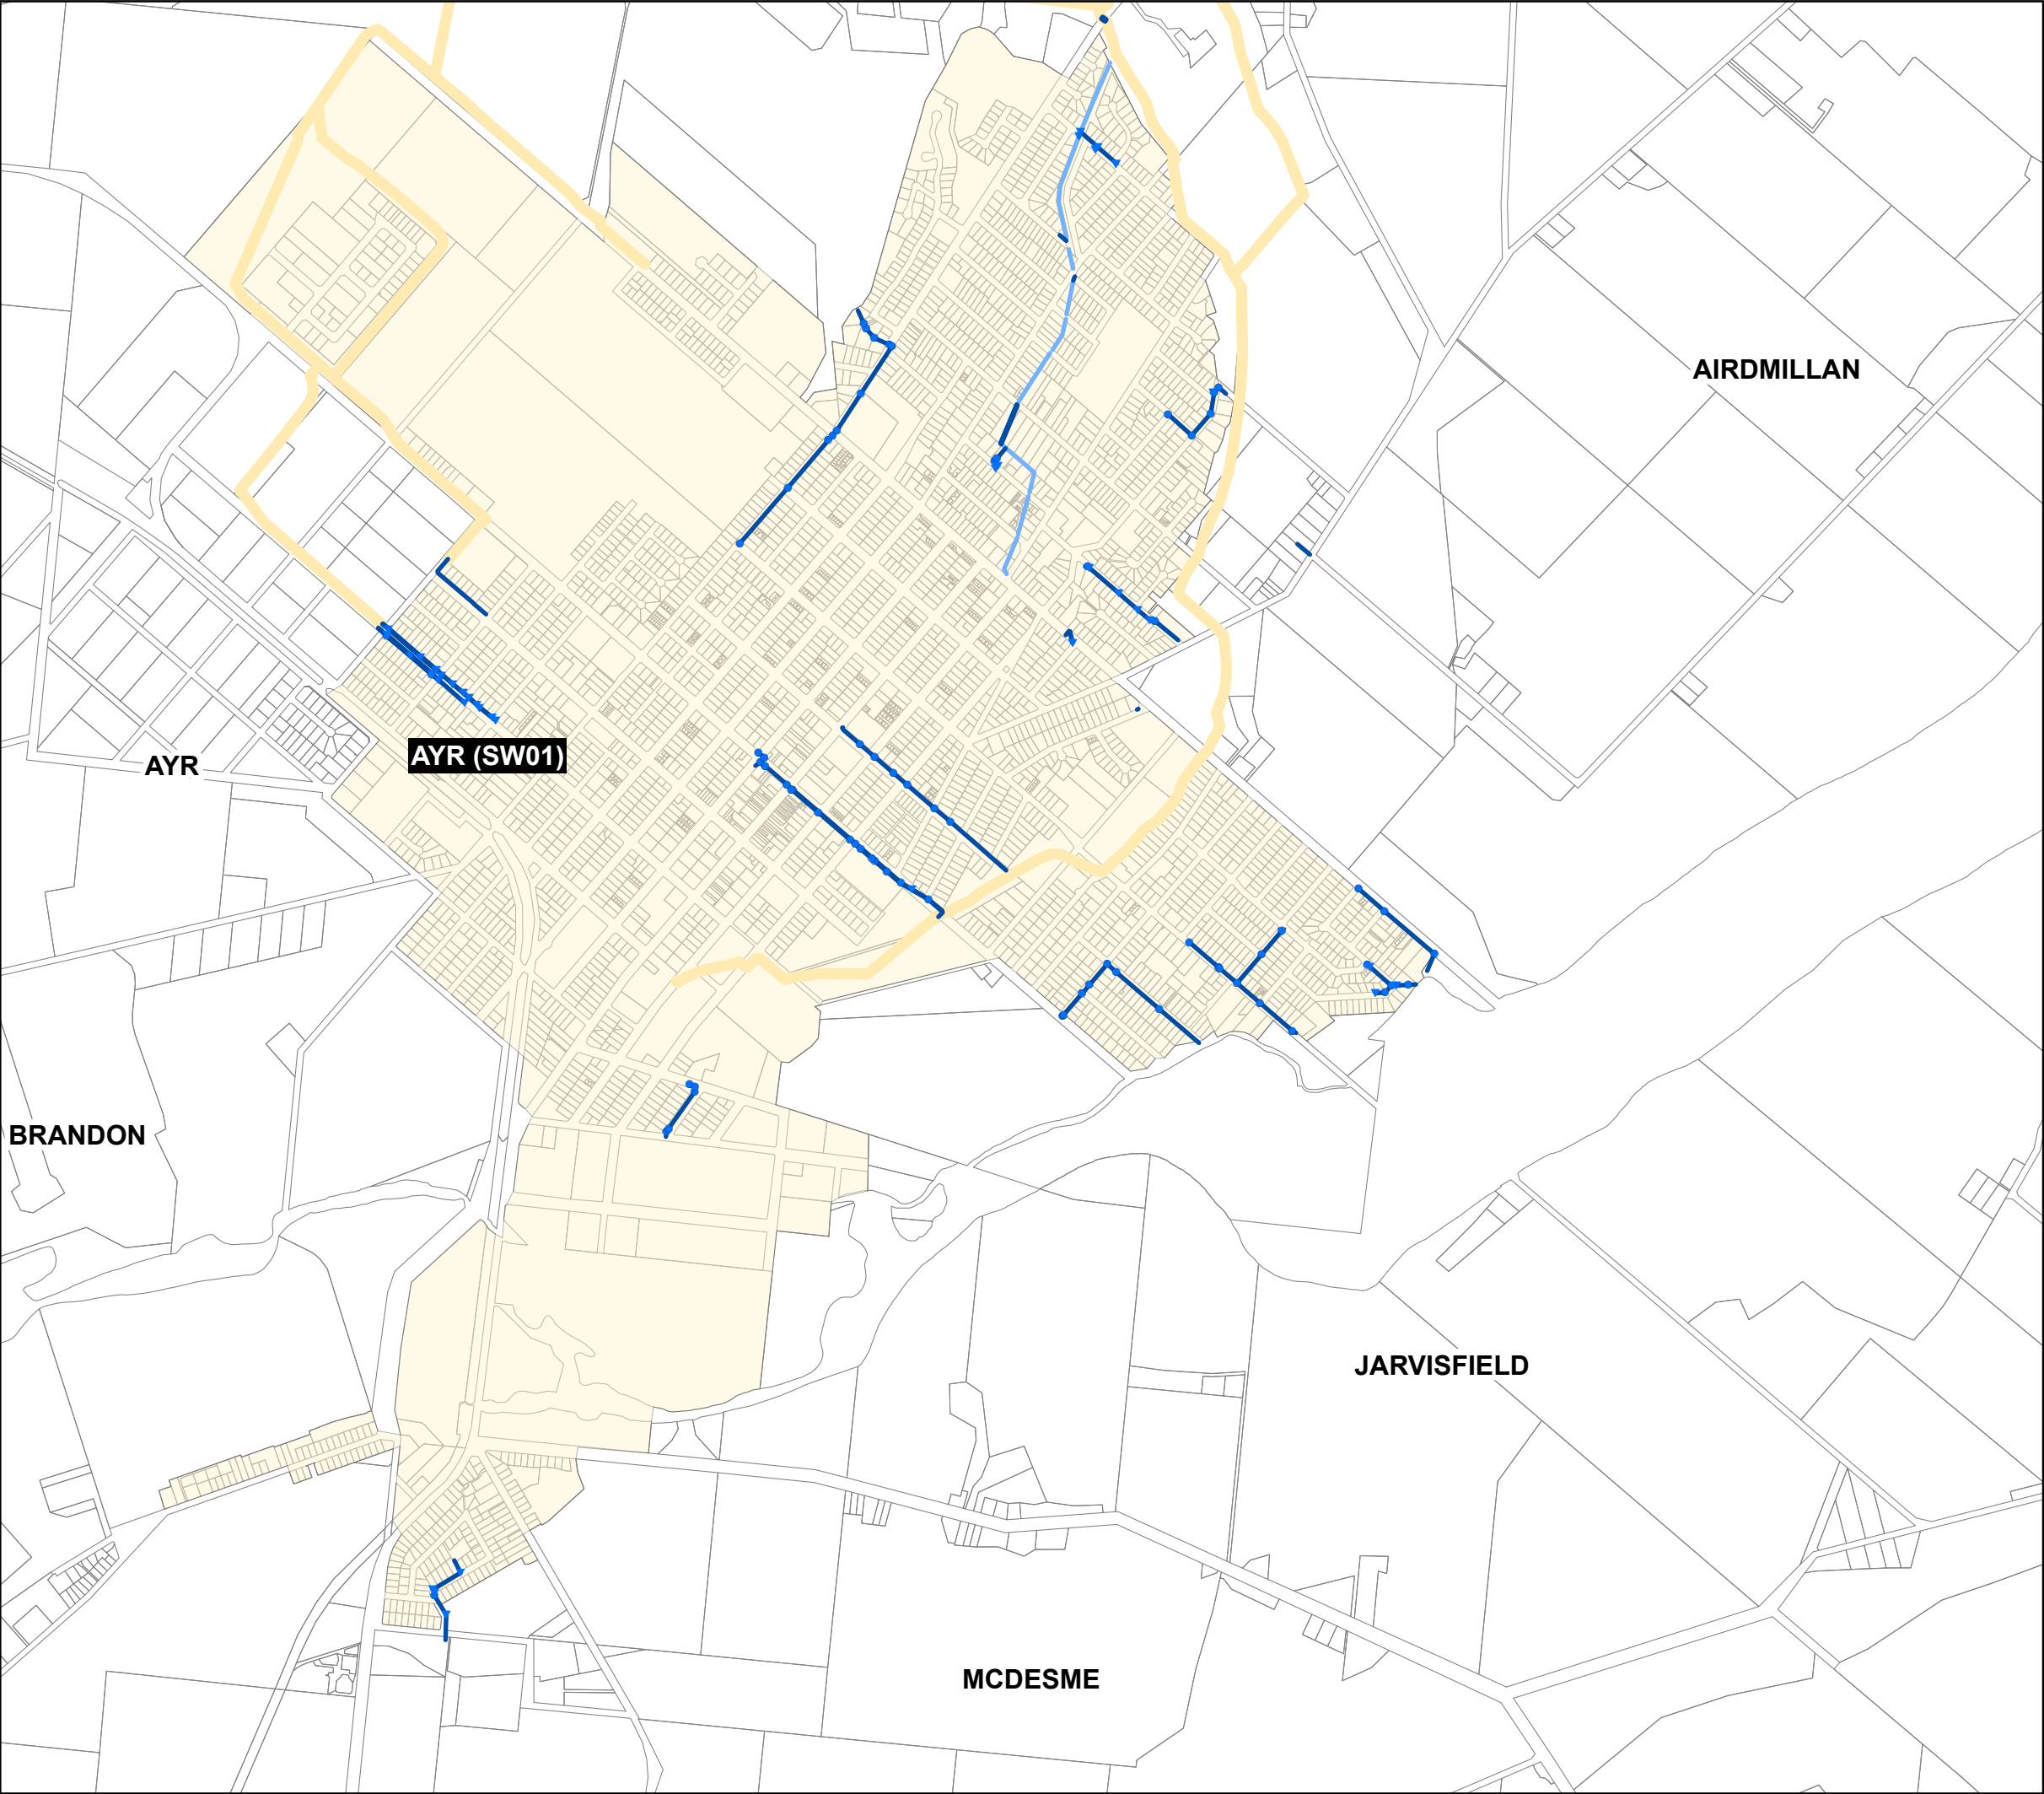 AIRDMILLAN
AYR (SW01)
AYR
BRANDON
JARVISFIELD
MCDESME